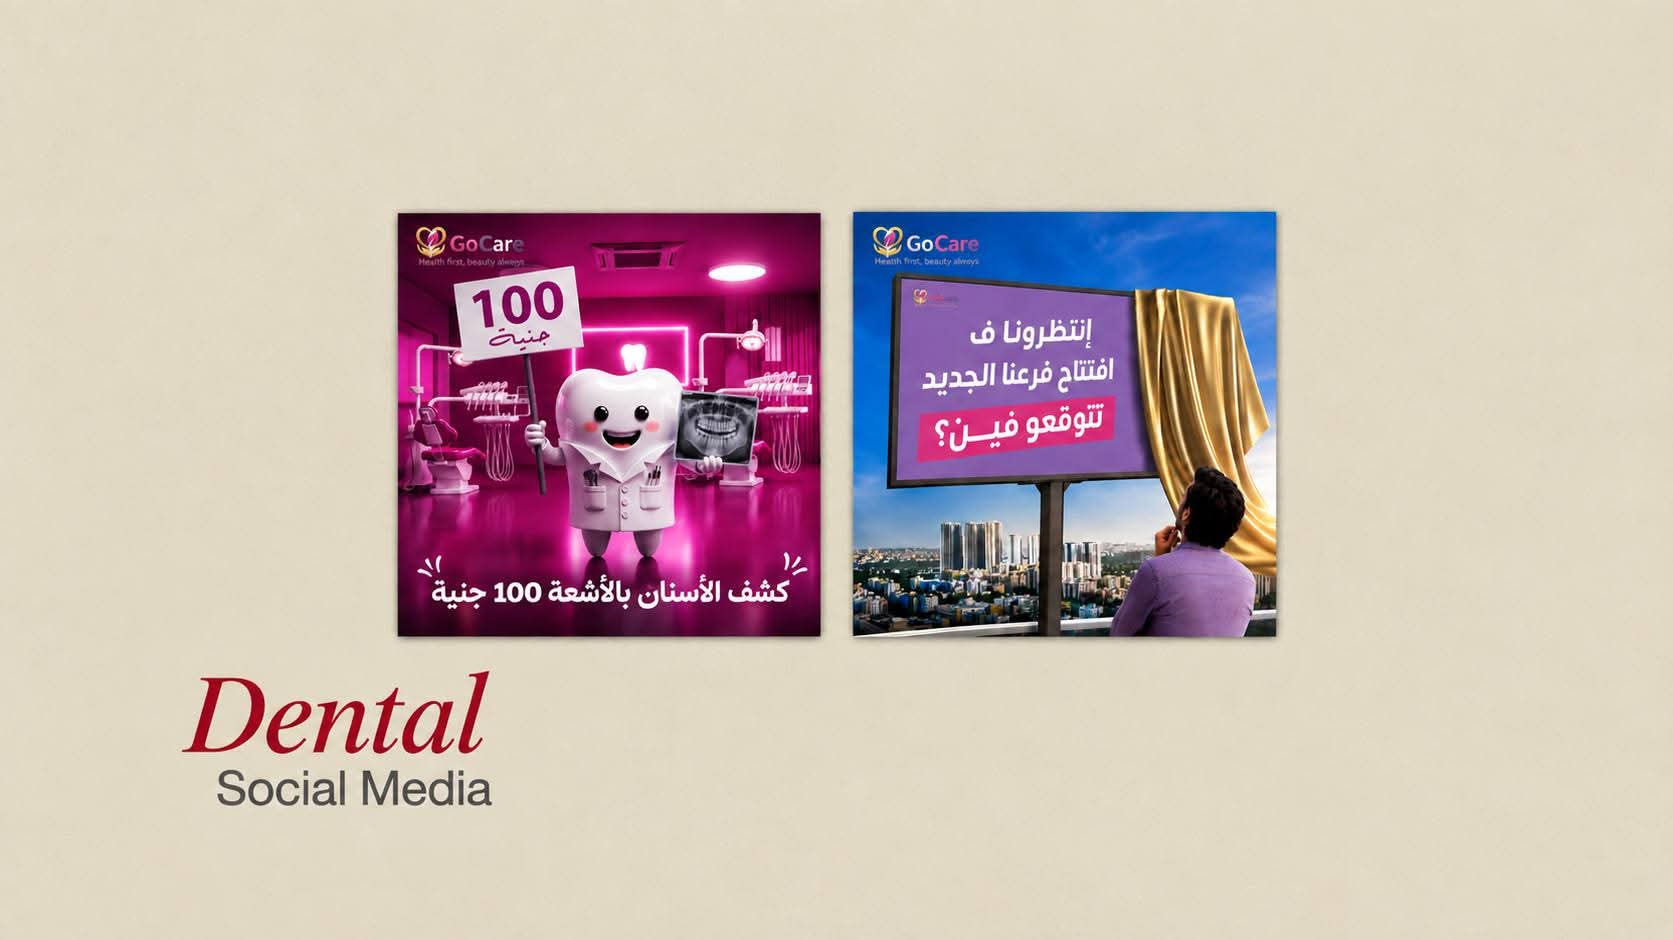 GoCare
Health first, beauty always
100
جنية
كشف الأسنان بالأشعة 100 جنية
GoCare
Health first, beauty always
إنتظرونا ف
افتتاح فرعنا الجديد
تتوقعو فيـــن؟
Dental
Social Media